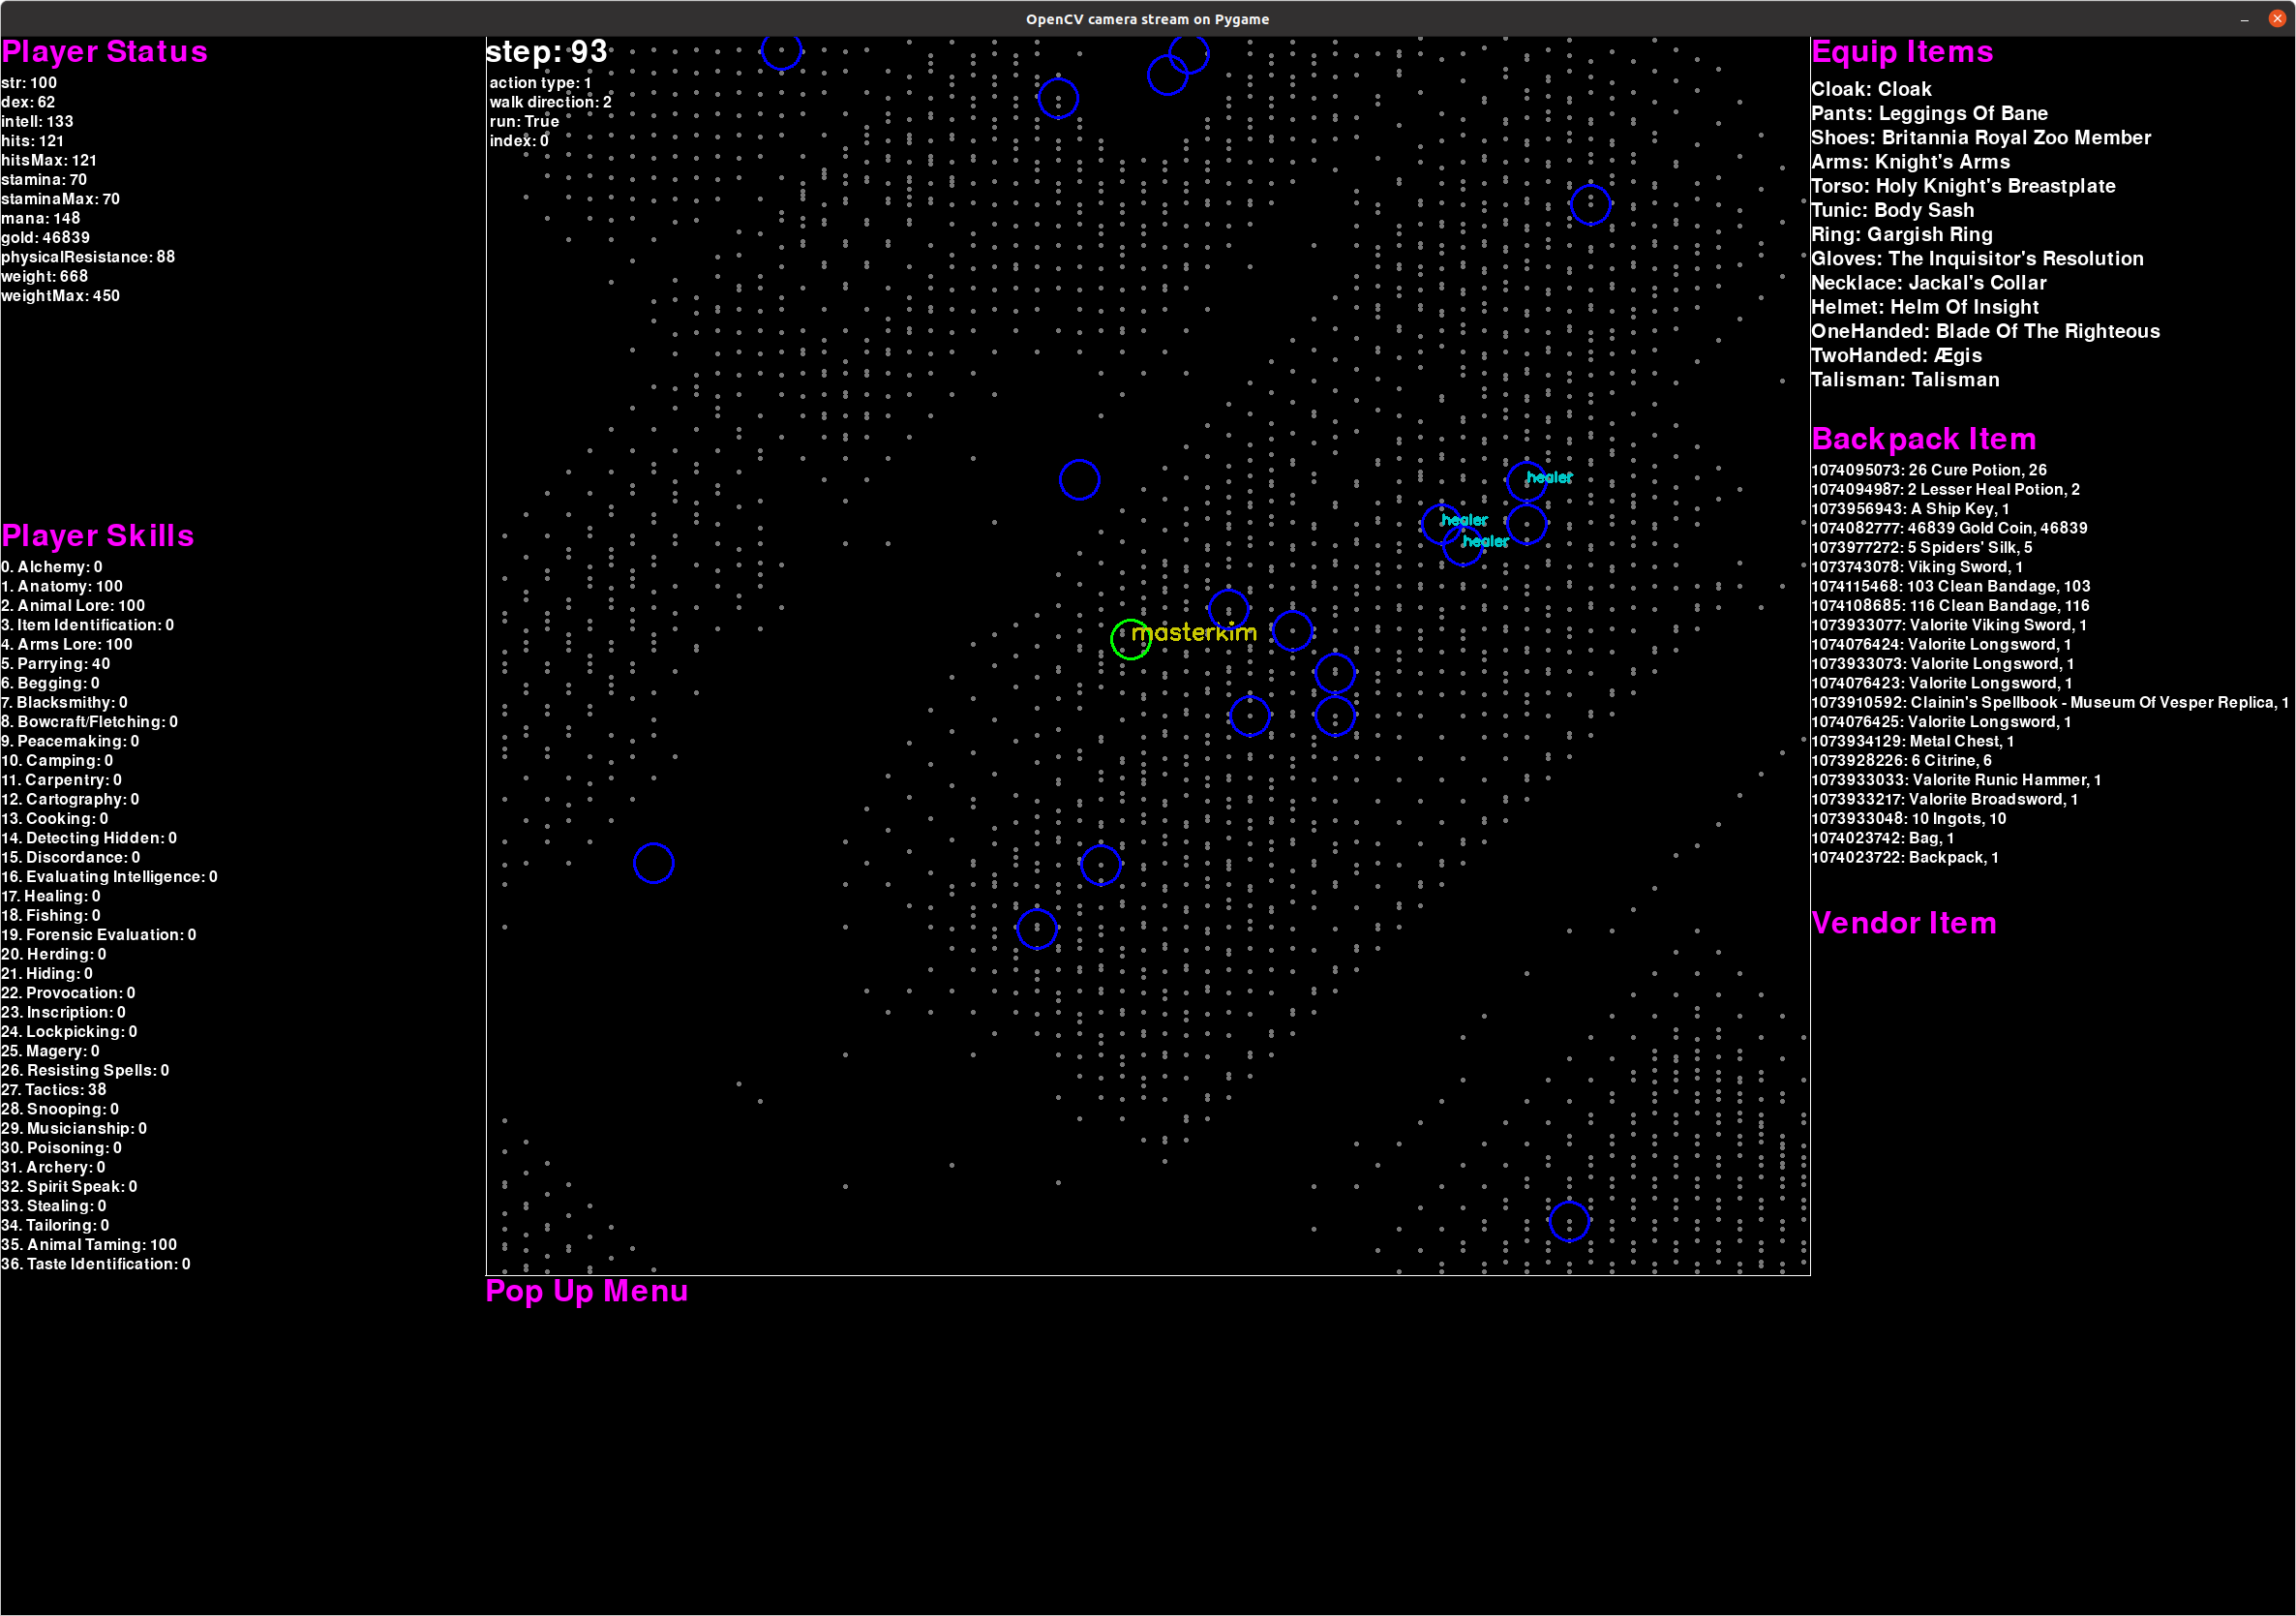 OpenCV camera stream on Pygame
Player Status
str: 100
dex: 62
intell: 133
hits: 121
hitsMax: 121
stamina: 70
staminaMax: 70
mana: 148
gold: 46839
physicalResistance: 88
weight: 668
weightMax: 450
Player Skills
0. Alchemy: 0
1. Anatomy: 100
2. Animal Lore: 100
3. Item Identification: 0
4. Arms Lore: 100
5. Parrying: 40
6. Begging: 0
7. Blacksmithy: 0
8. Bowcraft/Fletching: 0
9. Peacemaking: 0
10. Camping: 0
11. Carpentry: 0
12. Cartography: 0
13. Cooking: 0
14. Detecting Hidden: 0
15. Discordance: 0
16. Evaluating Intelligence: 0
17. Healing: 0
18. Fishing: 0
19. Forensic Evaluation: 0
20. Herding: 0
21. Hiding: 0
22. Provocation: 0
23. Inscription: 0
24. Lockpicking: 0
25. Magery: 0
26. Resisting Spells: 0
27. Tactics: 38
28. Snooping: 0
29. Musicianship: 0
30. Poisoning: 0
31. Archery: 0
32. Spirit Speak: 0
33. Stealing: 0
34. Tailoring: 0
35. Animal Taming: 100
36. Taste Identification: 0
step: 93
action type: 1
walk direction: 2
run: True
index: 0
healer
healer
healer
masterkim
Pop Up Menu
Equip Items
Cloak: Cloak
Pants: Leggings Of Bane
Shoes: Britannia Royal Zoo Member
Arms: Knight's Arms
Torso: Holy Knight's Breastplate
Tunic: Body Sash
Ring: Gargish Ring
Gloves: The Inquisitor's Resolution
Necklace: Jackal's Collar
Helmet: Helm Of Insight
OneHanded: Blade Of The Righteous
TwoHanded: Ægis
Talisman: Talisman
Backpack Item
1074095073: 26 Cure Potion, 26
1074094987: 2 Lesser Heal Potion, 2
1073956943: A Ship Key, 1
1074082777: 46839 Gold Coin, 46839
1073977272: 5 Spiders' Silk, 5
1073743078: Viking Sword, 1
1074115468: 103 Clean Bandage, 103
1074108685: 116 Clean Bandage, 116
1073933077: Valorite Viking Sword, 1
1074076424: Valorite Longsword, 1
1073933073: Valorite Longsword, 1
1074076423: Valorite Longsword, 1
1073910592: Clainin's Spellbook - Museum Of Vesper Replica, 1
1074076425: Valorite Longsword, 1
1073934129: Metal Chest, 1
1073928226: 6 Citrine, 6
1073933033: Valorite Runic Hammer, 1
1073933217: Valorite Broadsword, 1
1073933048: 10 Ingots, 10
1074023742: Bag, 1
1074023722: Backpack, 1
Vendor Item